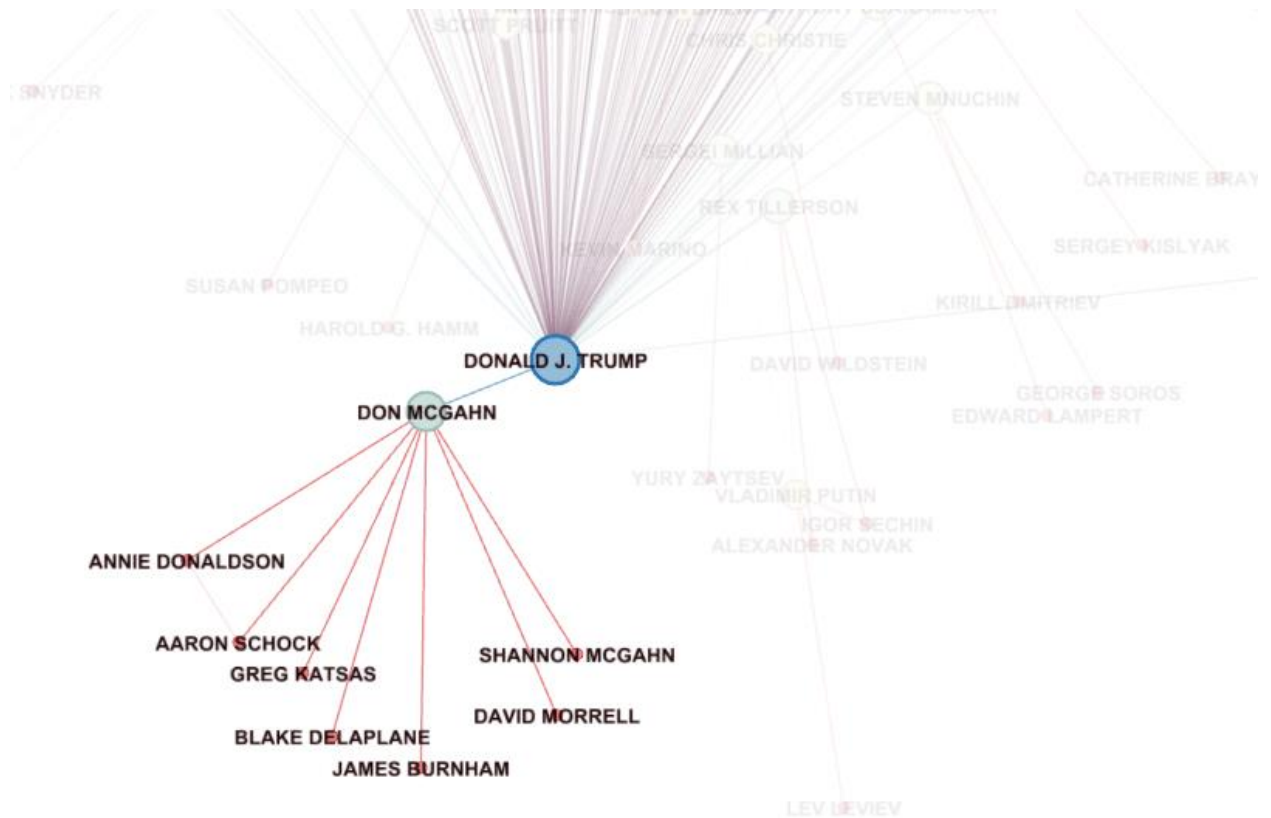 SCOTT PRUITT
CHRIS CHRISTIE
SNYDER
STEVEN MNUCHIN
SERGEI MILLIAN
CATHERINE BRAY
REX TILLERSON
KEVIN MARINO
SERGEY KISLYAK
SUSAN POMPEO
KIRILL DMITRIEV
HAROLD G. HAMM
DONALD J. TRUMP
DAVID WILDSTEIN
GEORGE SOROS
DON MCGAHN
EDWARD LAMPERT
YURY ZAYTSEV
VLADIMIR PUTIN
IGOR SECHIN
ALEXANDER NOVAK
ANNIE DONALDSON
AARON SCHOCK
SHANNON MCGAHN
GREG KATSAS
DAVID MORRELL
BLAKE DELAPLANE
JAMES BURNHAM
LEV LEVIEV